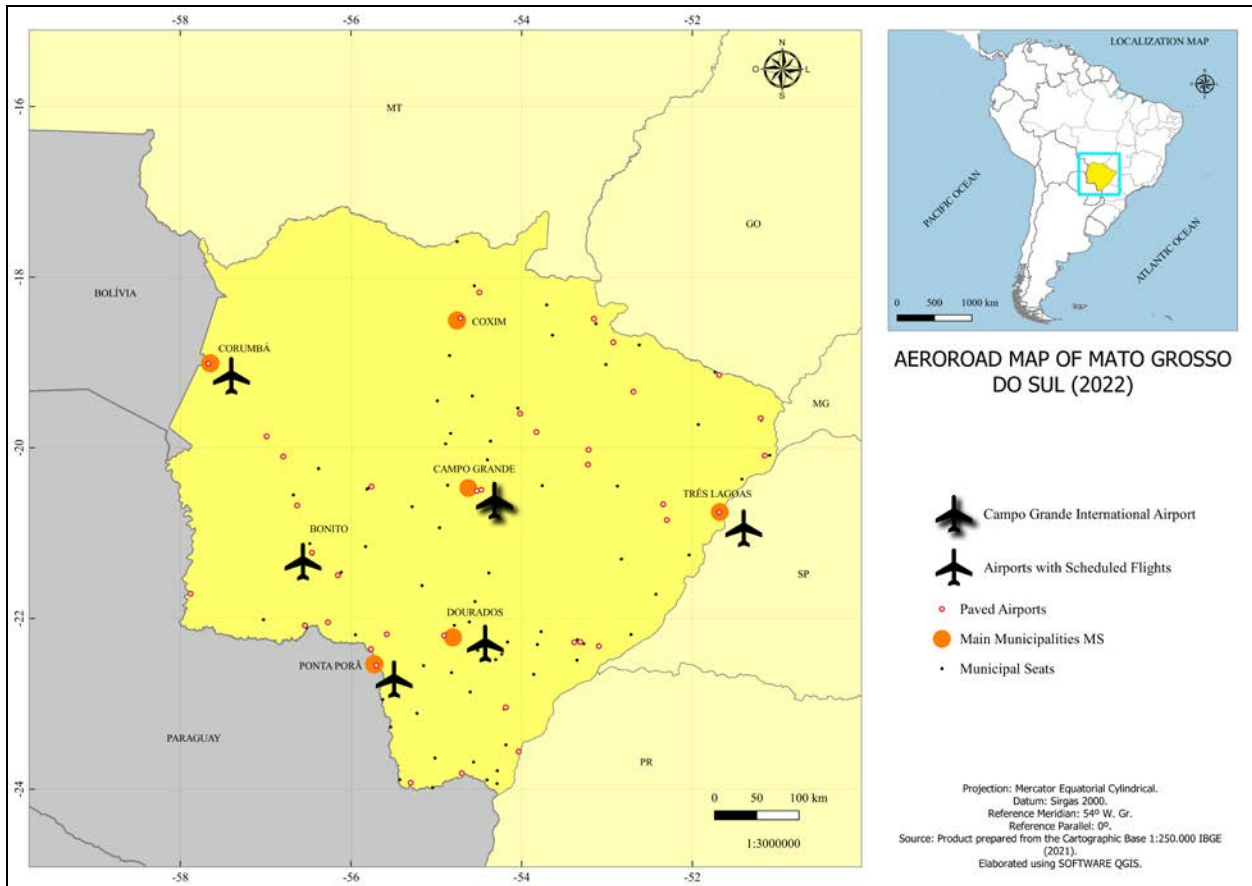 -58
-56
-54
-52
N
O
L
S
MT
-16
GO
-18
BOLÍVIA
COXIM
CORUMBÁ
MG
-20
CAMPO GRANDE
TRÊS LAGOAS
BONITO
SP
-22
DOURADOS
PONTA PORÃ
PARAGUAY
PR
-24
0 50 100 km
1:3000000
-58
-56
-54
-52
LOCALIZATION MAP
N
O
L
S
PACIFIC OCEAN
ATLANTIC OCEAN
0 500 1000 km
AEROROAD MAP OF MATO GROSSO
DO SUL (2022)
Campo Grande International Airport
Airports with Scheduled Flights
Paved Airports
Main Municipalities MS
Municipal Seats
Projection: Mercator Equatorial Cylindrical.
Datum: Sirgas 2000.
Reference Meridian: 54º W. Gr.
Reference Parallel: 0º.
Source: Product prepared from the Cartographic Base 1:250.000 IBGE
(2021).
Elaborated using SOFTWARE QGIS.